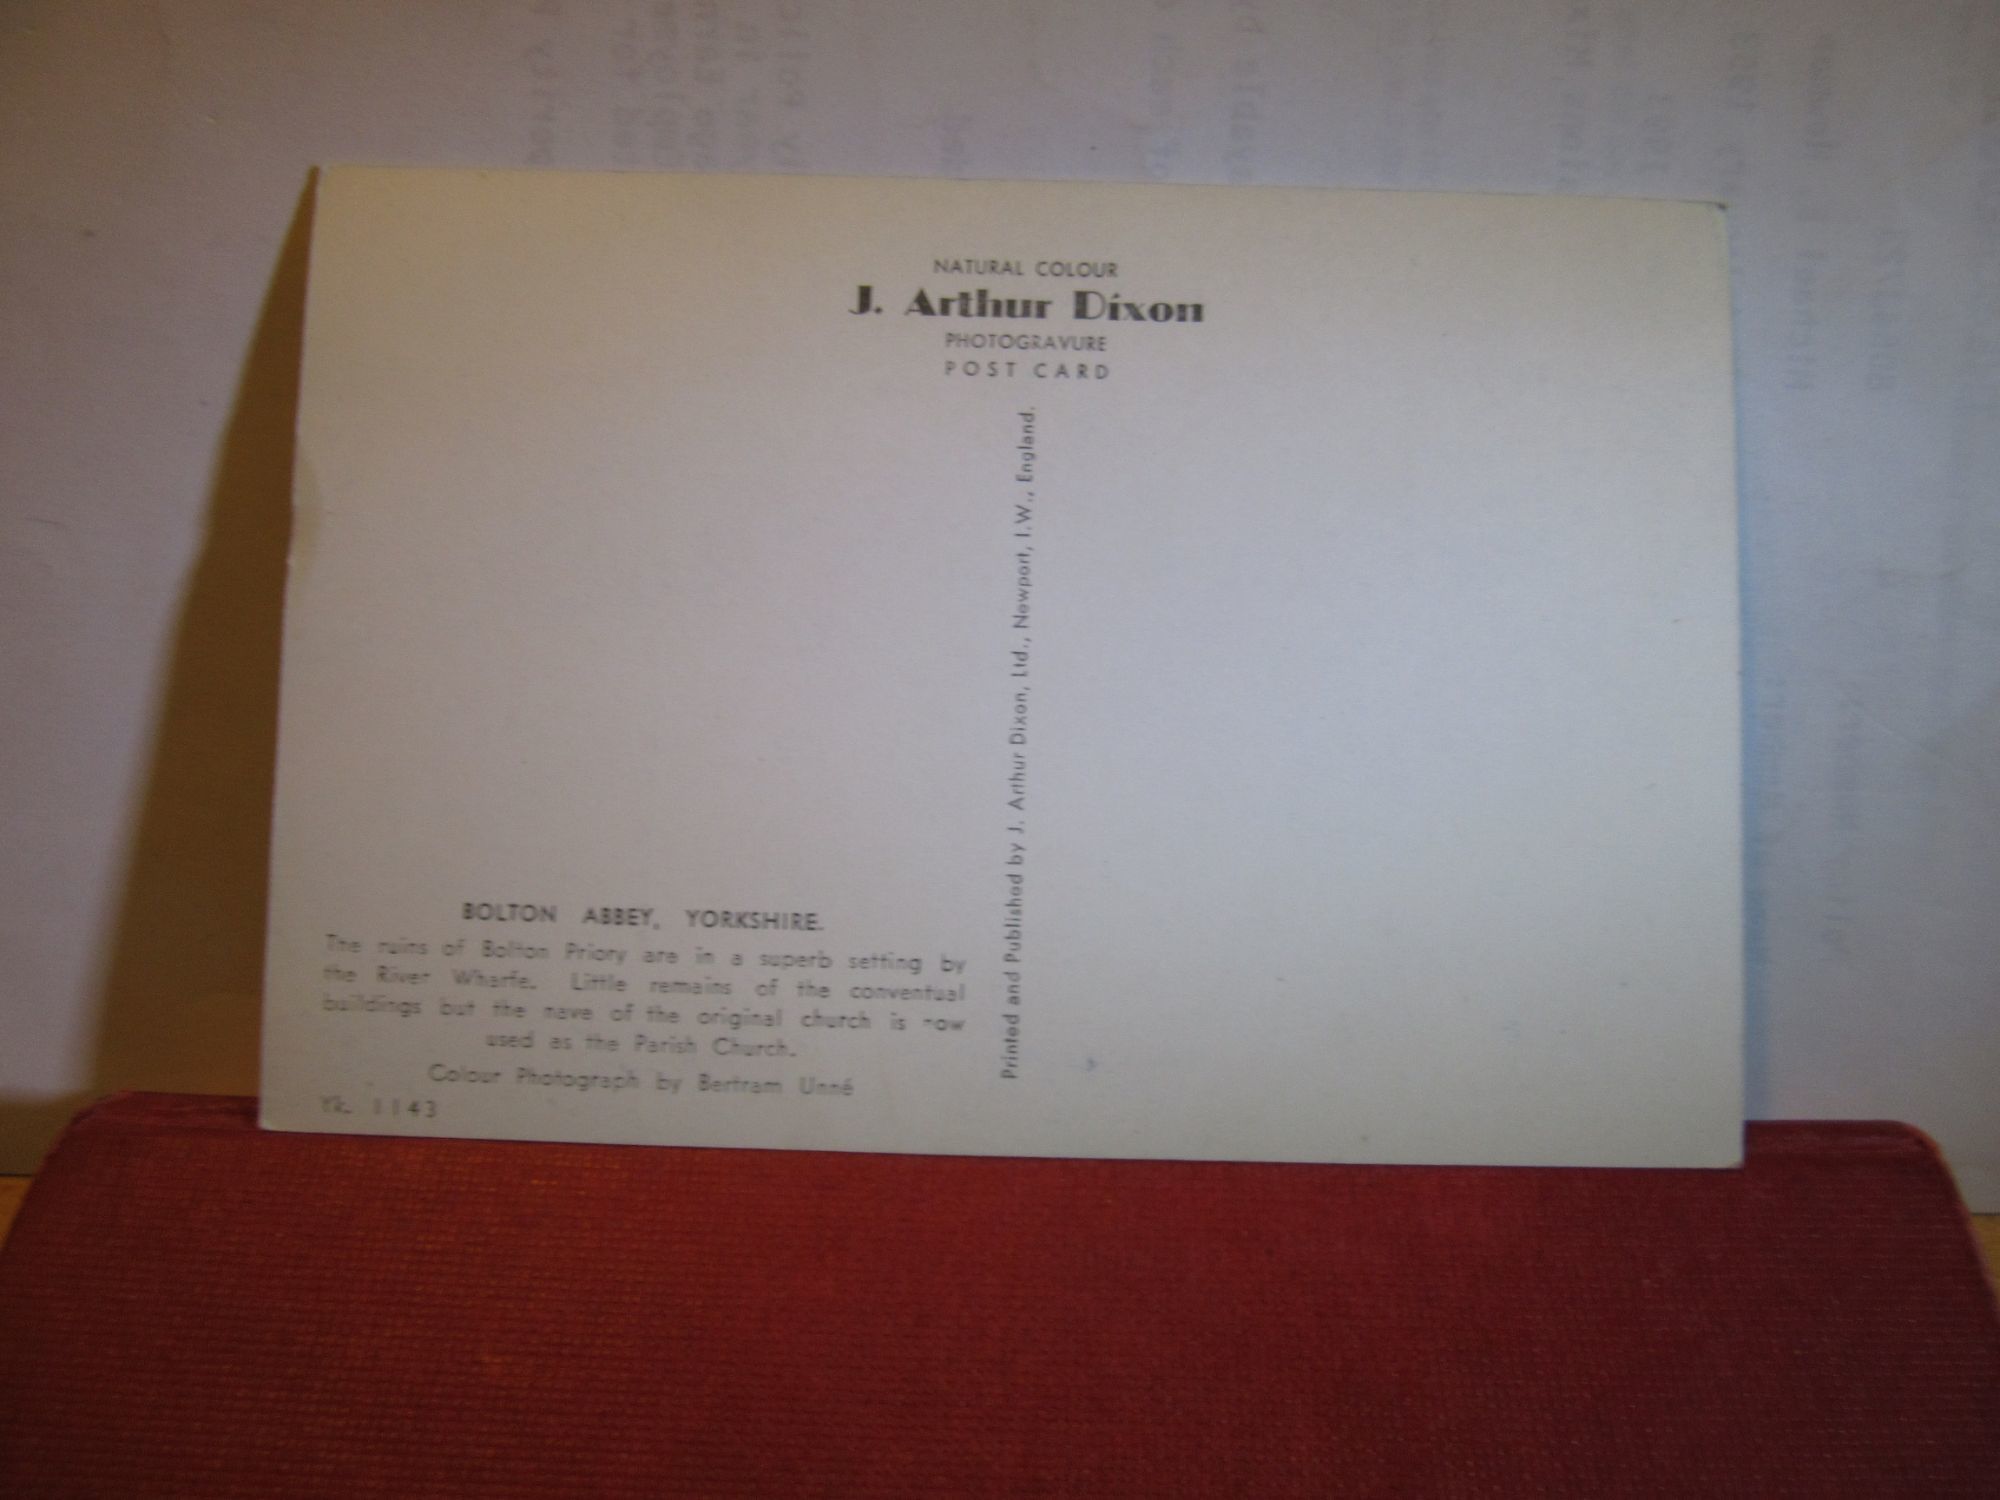 NATURAL COLOUR
J. Arthur Dixon
PHOTOGRAVURE
POST CARD
Printed and Published by J. Arthur Dixon, Ltd., Newport, I.W., England.
BOLTON ABBEY, YORKSHIRE.
The ruins of Bolton Priory are in a superb setting by
the River Wharfe. Little remains of the conventual
buildings but the nave of the original church is now
used as the Parish Church.
Colour Photograph by Bertram Unné
Yk. 1143